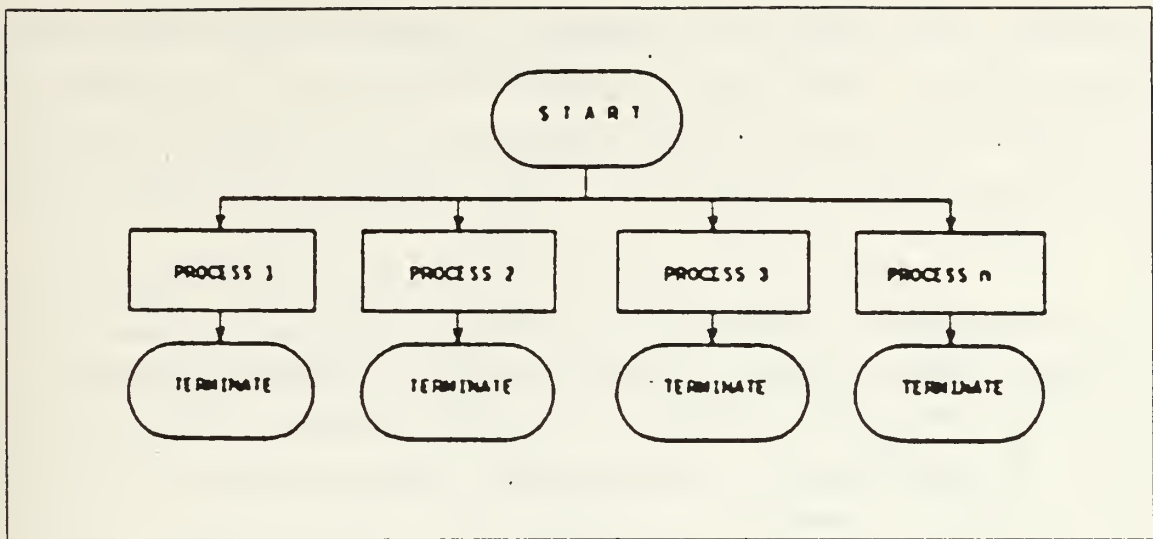 START
PROCESS 1 PROCESS 2 PROCESS 3 PROCESS n
TERMINATE TERMINATE TERMINATE TERMINATE